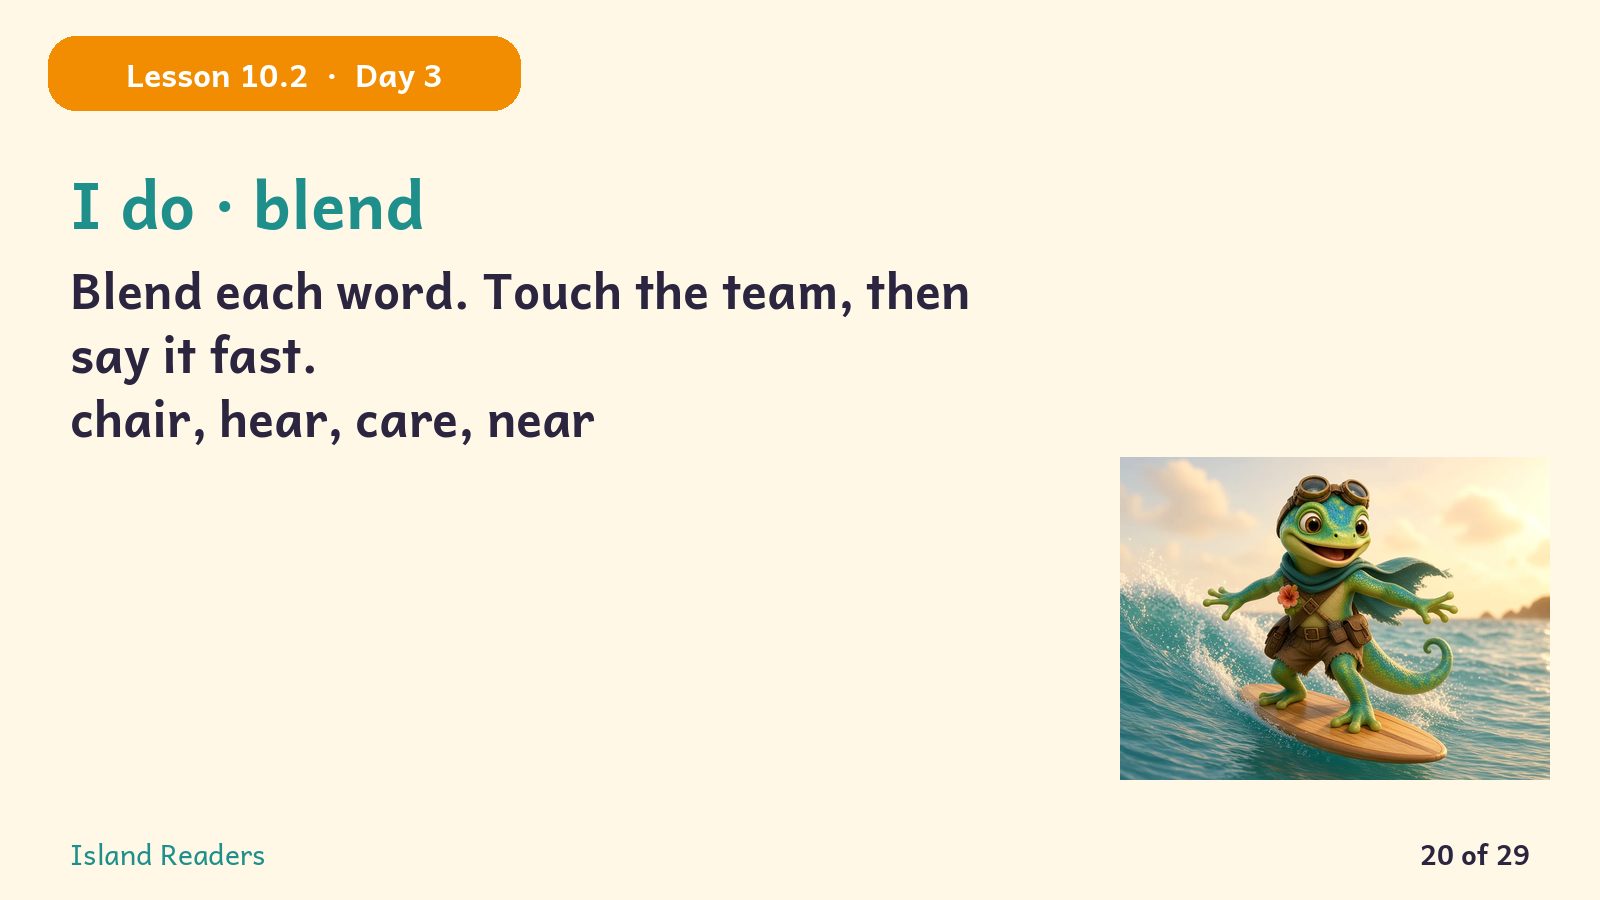 Lesson 10.2 · Day 3
I do · blend
Blend each word. Touch the team, then
say it fast.
chair, hear, care, near
Island Readers
20 of 29